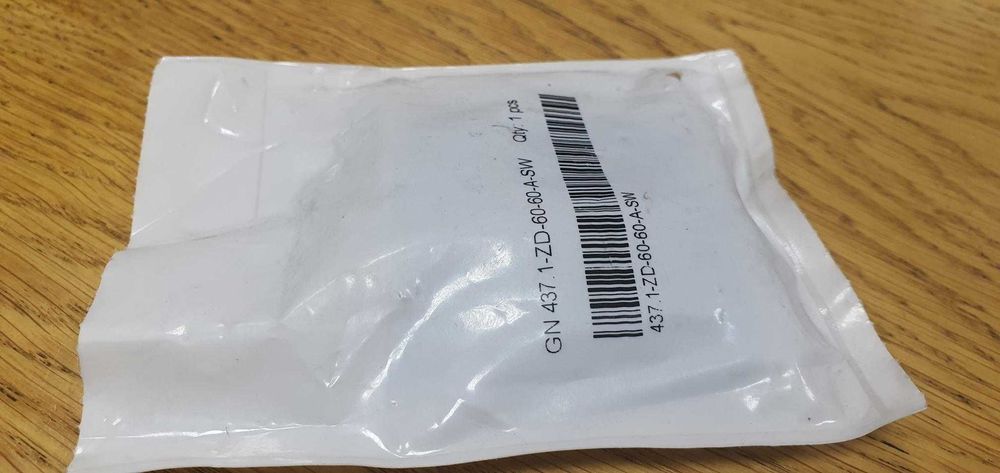 GN 437.1-ZD-60-60-A-SW Qty: 1 pcs
437.1-ZD-60-60-A-SW